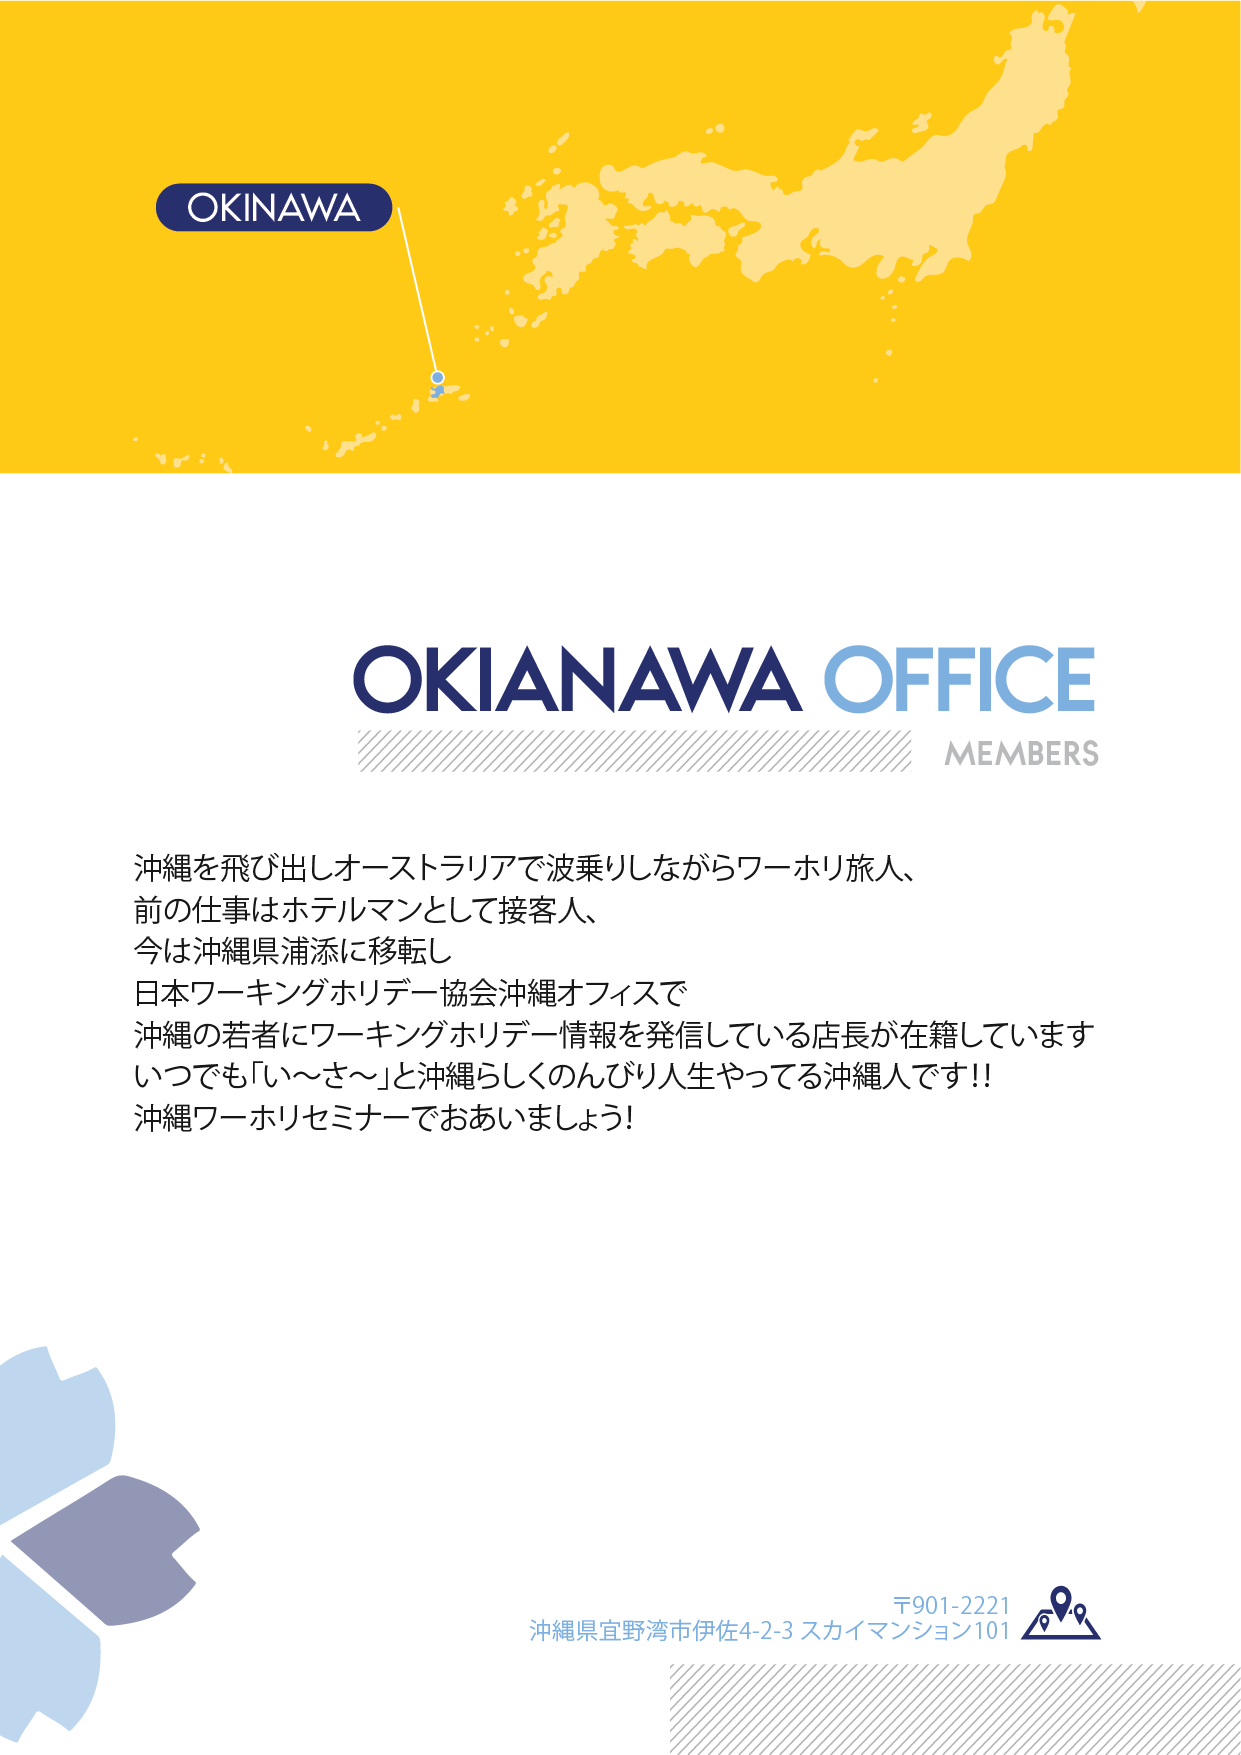 OKINAWA
OKIANAWA OFFICE
MEMBERS
沖縄を飛び出しオーストラリアで波乗りしながらワーホリ旅人、
前の仕事はホテルマンとして接客人、
今は沖縄県浦添に移転し
日本ワーキングホリデー協会沖縄オフィスで
沖縄の若者にワーキングホリデー情報を発信している店長が在籍しています
いつでも「い〜さ〜」と沖縄らしくのんびり人生やってる沖縄人です!!
沖縄ワーホリセミナーでおあいましょう!
〒901-2221
沖縄県宜野湾市伊佐4-2-3 スカイマンション101